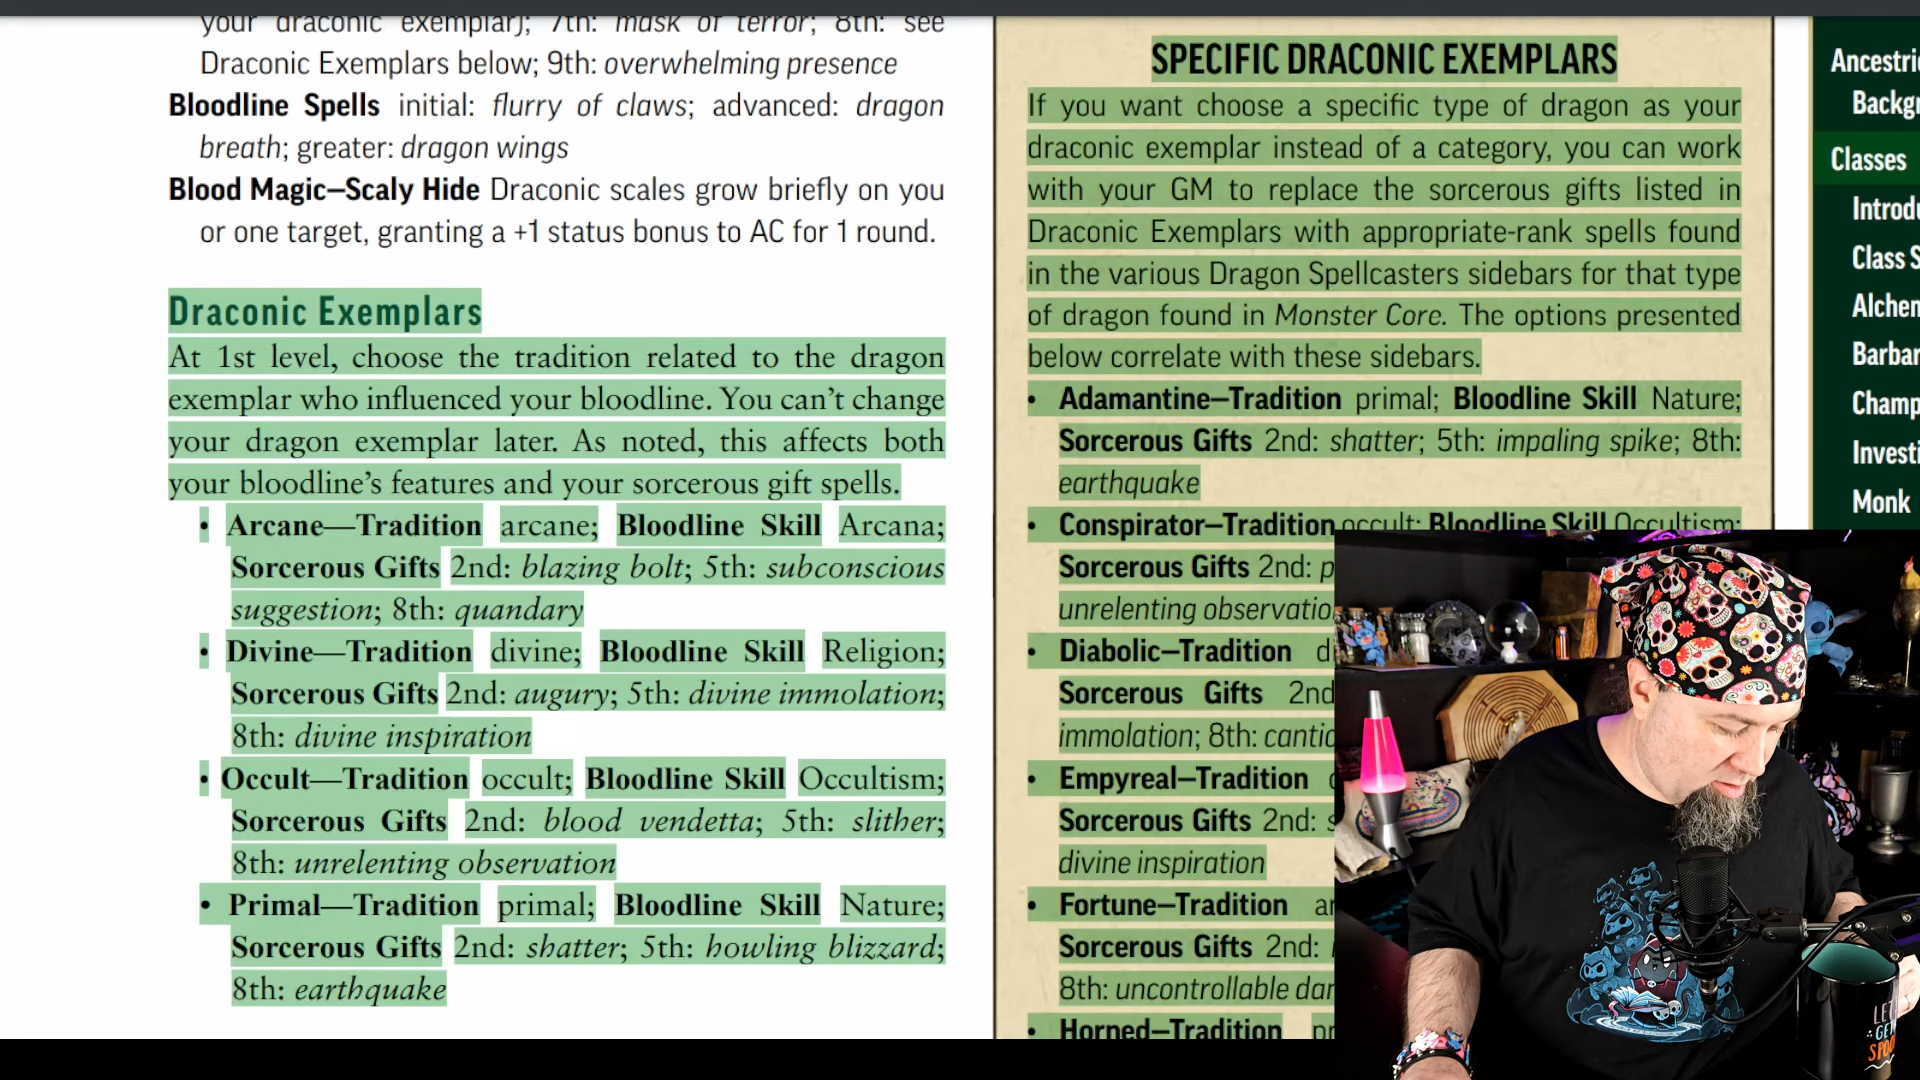 your draconic exemplar); 7th: mask of terror; 8th: see
Draconic Exemplars below; 9th: overwhelming presence
Bloodline Spells initial: flurry of claws; advanced: dragon
breath; greater: dragon wings
Blood Magic—Scaly Hide Draconic scales grow briefly on you
or one target, granting a +1 status bonus to AC for 1 round.
Draconic Exemplars
At 1st level, choose the tradition related to the dragon
exemplar who influenced your bloodline. You can't change
your dragon exemplar later. As noted, this affects both
your bloodline's features and your sorcerous gift spells.
• Arcane—Tradition arcane; Bloodline Skill Arcana;
Sorcerous Gifts 2nd: blazing bolt; 5th: subconscious
suggestion; 8th: quandary
• Divine—Tradition divine; Bloodline Skill Religion;
Sorcerous Gifts 2nd: augury; 5th: divine immolation;
8th: divine inspiration
• Occult—Tradition occult; Bloodline Skill Occultism;
Sorcerous Gifts 2nd: blood vendetta; 5th: slither;
8th: unrelenting observation
• Primal—Tradition primal; Bloodline Skill Nature;
Sorcerous Gifts 2nd: shatter; 5th: howling blizzard;
8th: earthquake
SPECIFIC DRACONIC EXEMPLARS
If you want choose a specific type of dragon as your
draconic exemplar instead of a category, you can work
with your GM to replace the sorcerous gifts listed in
Draconic Exemplars with appropriate-rank spells found
in the various Dragon Spellcasters sidebars for that type
of dragon found in Monster Core. The options presented
below correlate with these sidebars.
• Adamantine—Tradition primal; Bloodline Skill Nature;
Sorcerous Gifts 2nd: shatter; 5th: impaling spike; 8th:
earthquake
• Conspirator—Tradition occult; Bloodline Skill Occultism;
Sorcerous Gifts 2nd:
unrelenting
• Diabolic—Tradition
Sorcerous Gifts 2nd
immolation; 8th:
• Empyreal—Tradition
Sorcerous Gifts 2nd:
divine inspiration
• Fortune—Tradition
Sorcerous Gifts 2nd:
8th: uncontrollable
• Horned—Tradition
Classes
Class
Monk